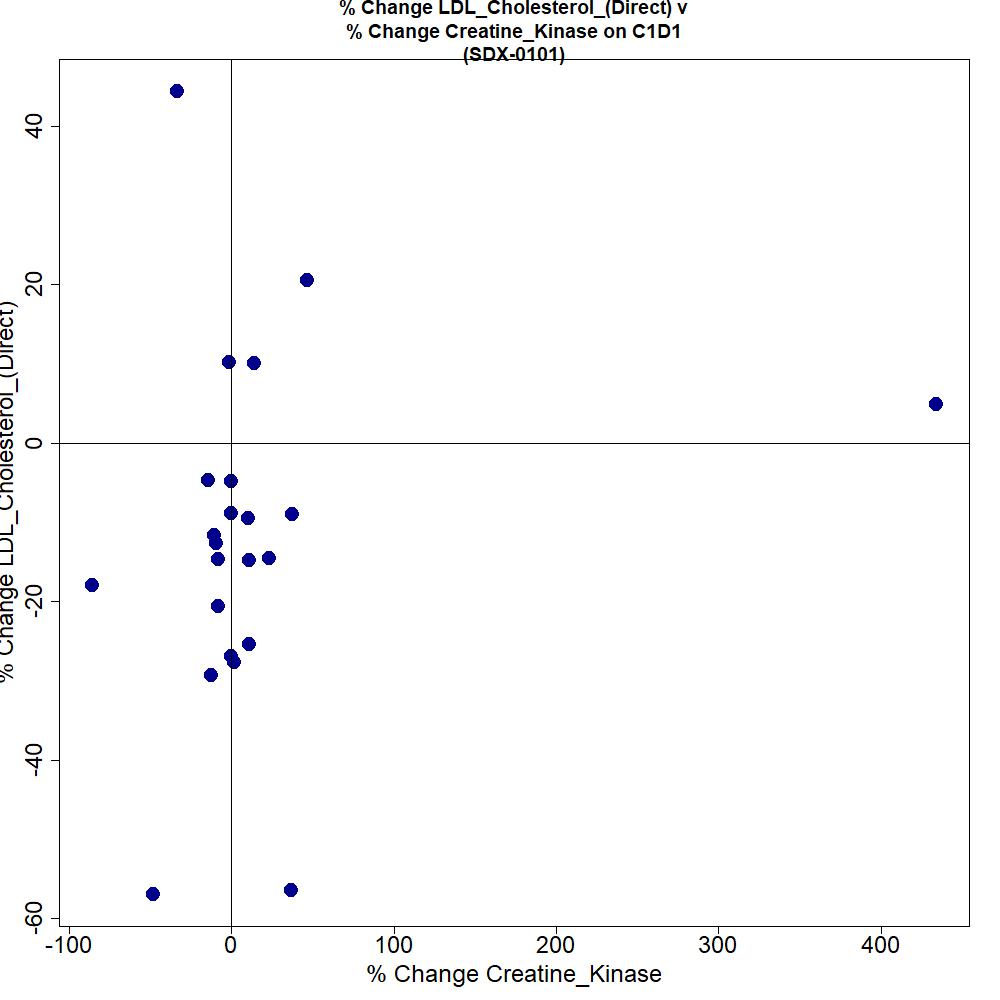 % Change LDL_Cholesterol_(Direct) v
% Change Creatine_Kinase on C1D1
(SDX-0101)
% Change LDL_Cholesterol_(Direct)
40
20
0
-20
-40
-60
-100 0 100 200 300 400
% Change Creatine_Kinase